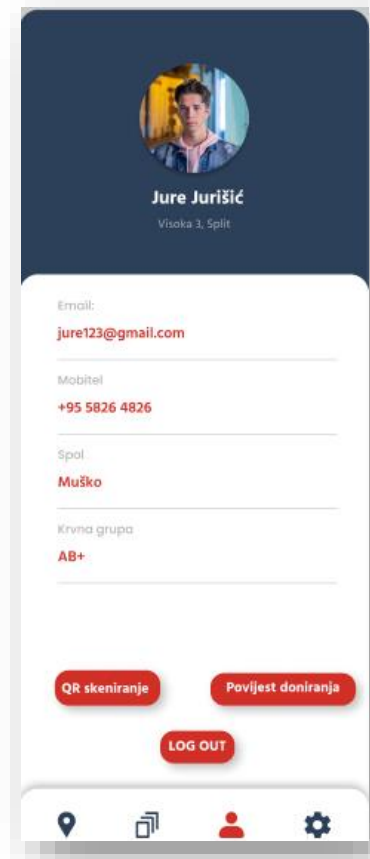 Jure Jurišić
Visoka 3, Split
Email:
jure123@gmail.com
Mobitel
+95 5826 4826
Spol
Muško
Krvna grupa
AB+
QR skeniranje
Povijest doniranja
LOG OUT